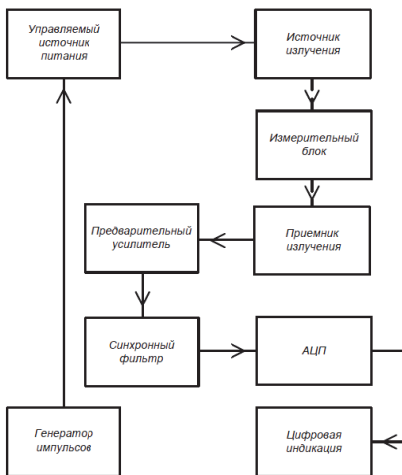 Управляемый
источник
питания
Источник
излучения
Измерительный
блок
Приемник
излучения
Предварительный
усилитель
Синхронный
фильтр
АЦП
Генератор
импульсов
Цифровая
индикация